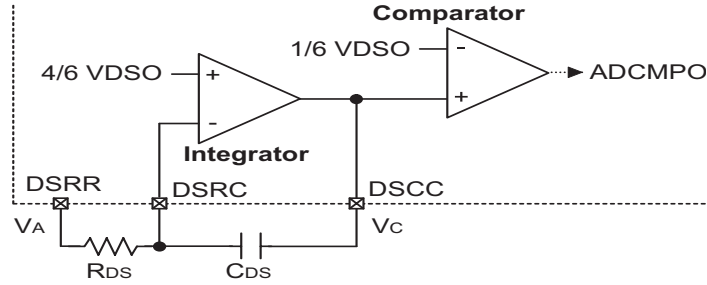 Comparator
1/6 VDSO
-
4/6 VDSO
+
ADCMPO
-
+
Integrator
DSRR
DSRC
DSCC
VA
VC
RDS
CDS